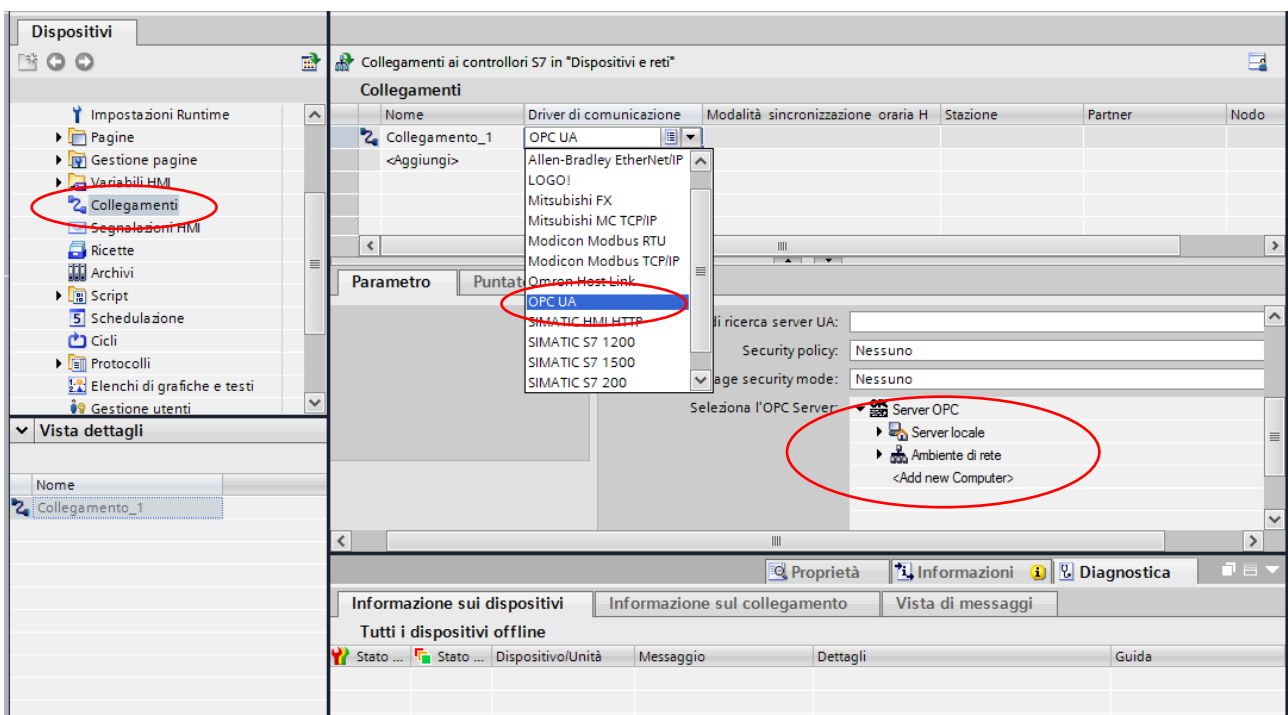 Dispositivi
Collegamenti ai controllori S7 in "Dispositivi e reti"
Collegamenti
Impostazioni Runtime
Pagine
Gestione pagine
Variabili HMI
Collegamenti
Segnalazioni HMI
Ricette
Archivi
Script
Schedulazione
Cicli
Protocolli
Elenchi di grafiche e testi
Gestione utenti
Nome Driver di comunicazione Modalità sincronizzazione oraria H Stazione Partner Nodo
Collegamento_1 OPC UA
<Aggiungi>
Allen-Bradley EtherNet/IP
LOGO!
Mitsubishi FX
Mitsubishi MC TCP/IP
Modicon Modbus RTU
Modicon Modbus TCP/IP
Omron Host Link
OPC UA
SIMATIC HMI HTTP
SIMATIC S7 1200
SIMATIC S7 1500
SIMATIC S7 200
Parametro Puntat
di ricerca server UA:
Security policy: Nessuno
age security mode: Nessuno
Seleziona l'OPC Server: Server OPC
Server locale
Ambiente di rete
<Add new Computer>
Vista dettagli
Nome
Collegamento_1
Proprietà Informazioni Diagnostica
Informazione sui dispositivi Informazione sul collegamento Vista di messaggi
Tutti i dispositivi offline
Stato ... Stato ... Dispositivo/Unità Messaggio Dettagli Guida